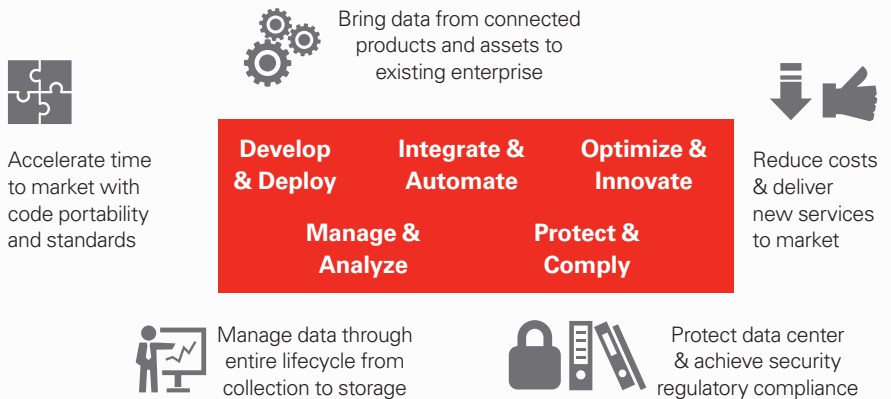 Bring data from connected
products and assets to
existing enterprise
Accelerate time
to market with
code portability
and standards
Develop
& Deploy
Integrate &
Automate
Optimize &
Innovate
Manage &
Analyze
Protect &
Comply
Reduce costs
& deliver
new services
to market
Manage data through
entire lifecycle from
collection to storage
Protect data center
& achieve security
regulatory compliance